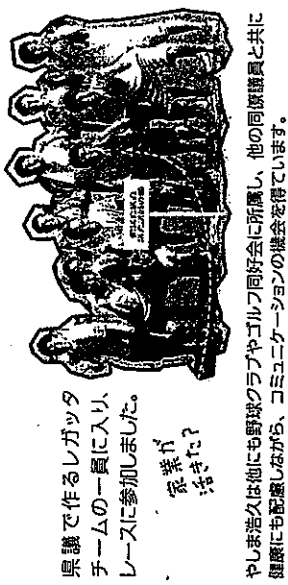 県議で作るレガッタ
チームの一員に入り、
レースに参加しました。
家業が
活きた?
やしま浩久は他にも野球クラブやゴルフ同好会に所属し、他の同僚議員と共に
健康にも配慮しながら、コミュニケーションの機会を得ています。